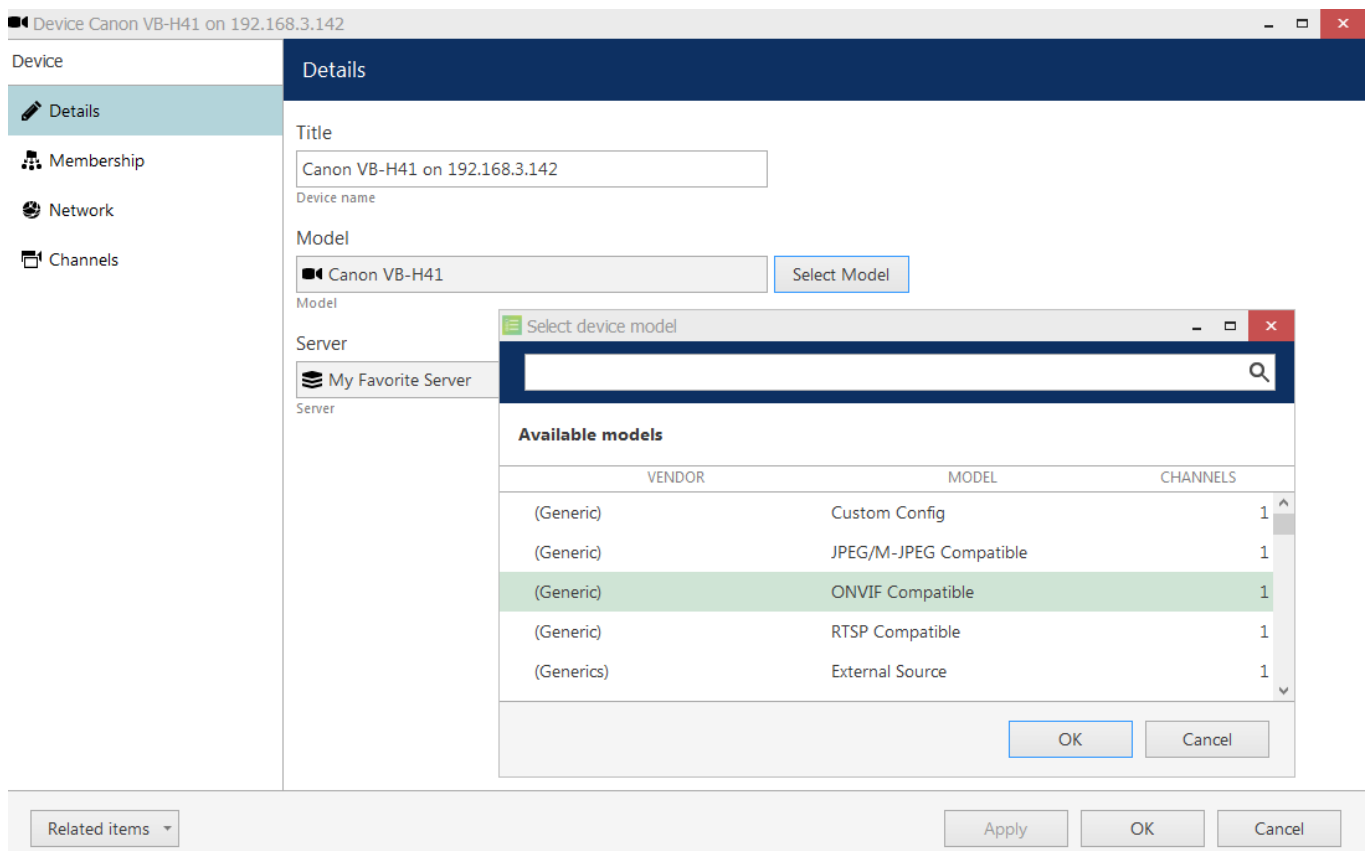 Device Canon VB-H41 on 192.168.3.142
Device
Details
Membership
Network
Channels
Details
Title
Canon VB-H41 on 192.168.3.142
Device name
Model
Canon VB-H41
Select Model
Model
Server
My Favorite Server
Server
Select device model
Available models
VENDOR MODEL CHANNELS
(Generic) Custom Config 1
(Generic) JPEG/M-JPEG Compatible 1
(Generic) ONVIF Compatible 1
(Generic) RTSP Compatible 1
(Generics) External Source 1
OK Cancel
Related items Apply OK Cancel